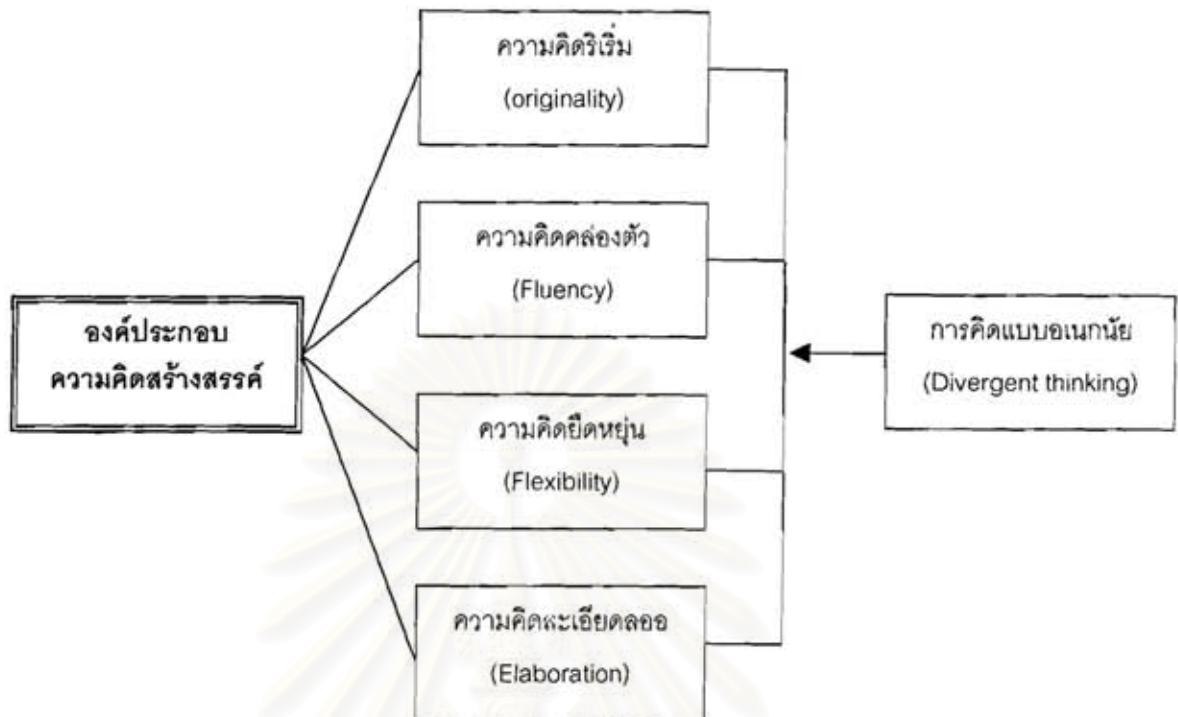 ความคิดริเริ่ม
(originality)
ความคิดคล่องตัว
(Fluency)
องค์ประกอบ
ความคิดสร้างสรรค์
การคิดแบบอเนกนัย
(Divergent thinking)
ความคิดยืดหยุ่น
(Flexibility)
ความคิดละเอียดลออ
(Elaboration)